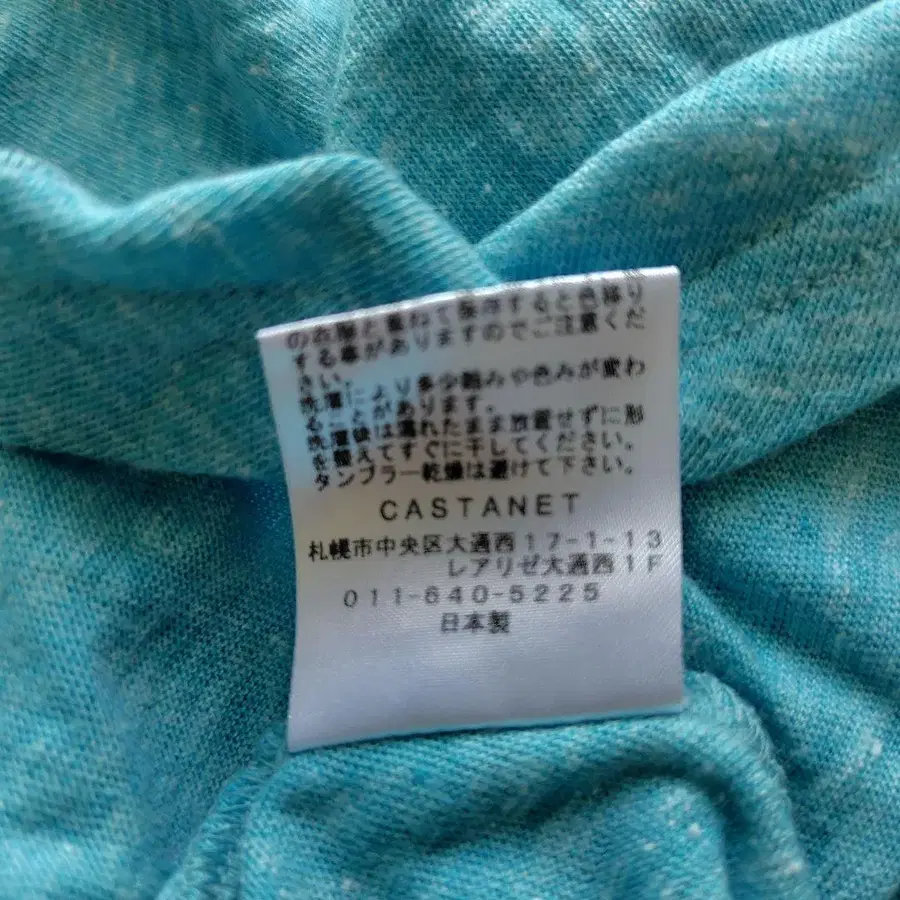 の衣服と重ねて保存すると色移り
する事がありますのでご注意くだ
さい。
洗濯により多少縮みや色みが変わ
ることがあります。
洗濯後は濡れたまま放置せずに形
を整えてすぐに干してください。
タンブラー乾燥は避けて下さい。
CASTANET
札幌市中央区大通西17-1-13
レアリゼ大通西1F
011-640-5225
日本製